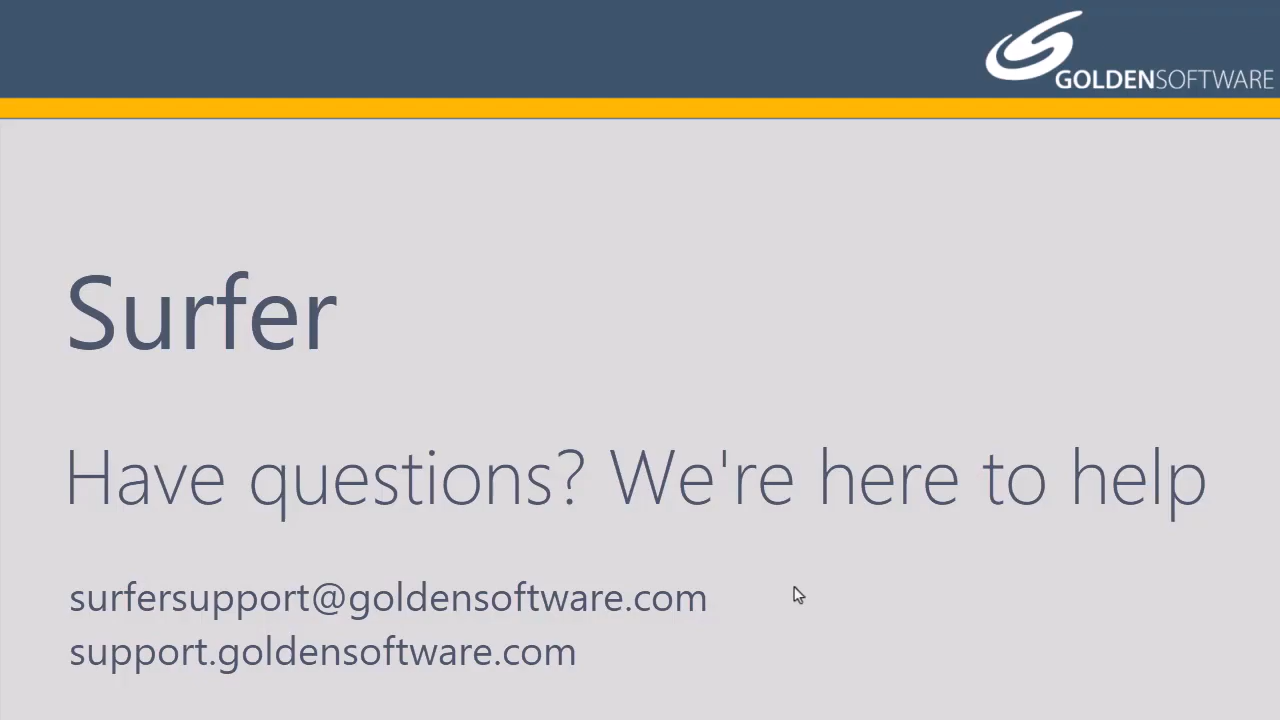 GOLDENSOFTWARE
Surfer
Have questions? We're here to help
surfersupport@goldensoftware.com
support.goldensoftware.com